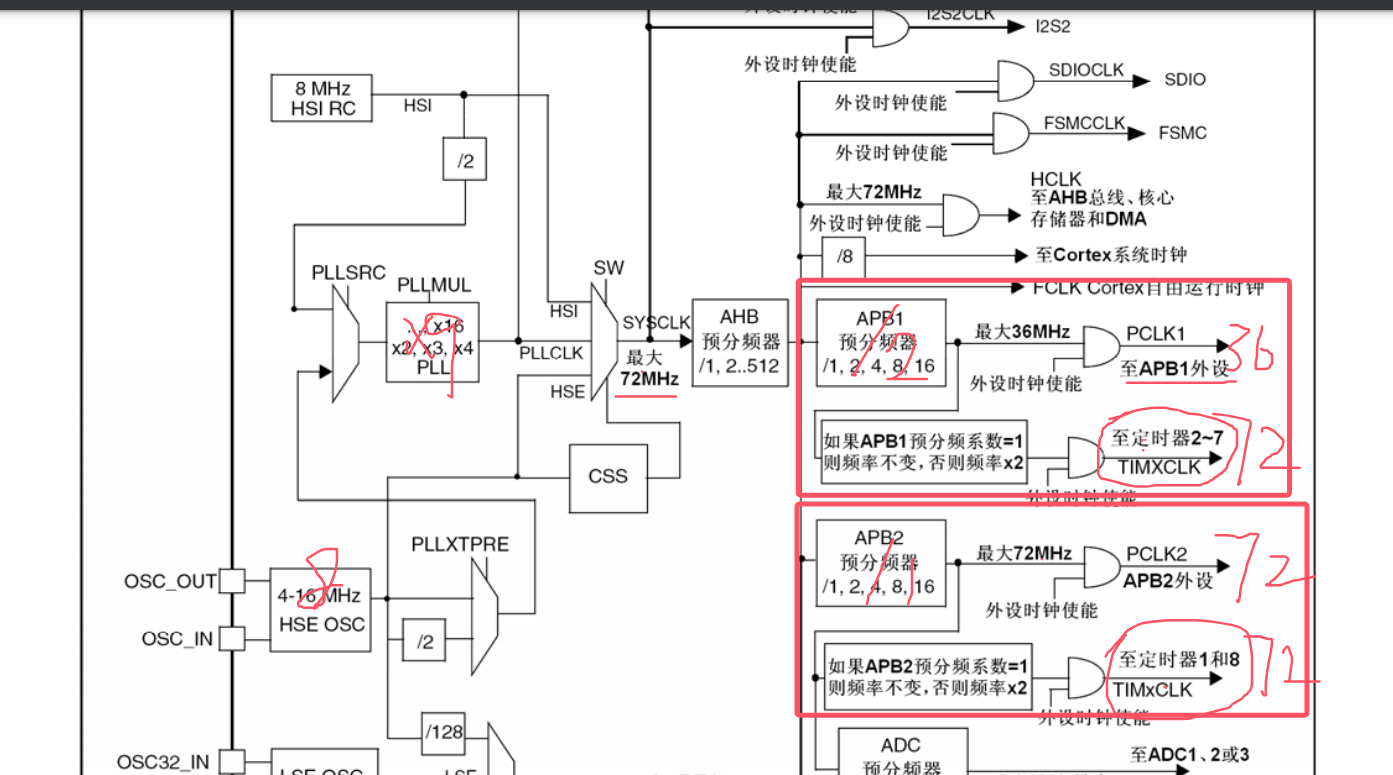 I2S2CLK
I2S2
外设时钟使能
8 MHz
HSI RC
HSI
SDIOCLK
SDIO
外设时钟使能
FSMCCLK
FSMC
外设时钟使能
/2
最大72MHz
HCLK
至AHB总线、核心
存储器和DMA
外设时钟使能
/8
至Cortex系统时钟
FCLK Cortex自由运行时钟
PLLSRC
PLLMUL
SW
..., x16
x2, x3, x4
PLL
x9
HSI
PLLCLK
HSE
SYSCLK
最大
72MHz
AHB
预分频器
/1, 2..512
APB1
预分频器
/1, 2, 4, 8, 16
/2
最大36MHz
PCLK1
至APB1外设
36
外设时钟使能
如果APB1预分频系数=1
则频率不变,否则频率x2
至定时器2~7
TIMXCLK
72
外设时钟使能
CSS
PLLXTPRE
OSC_OUT
OSC_IN
4-16 MHz
HSE OSC
8
/2
APB2
预分频器
/1, 2, 4, 8, 16
/1
最大72MHz
PCLK2
APB2外设
72
外设时钟使能
如果APB2预分频系数=1
则频率不变,否则频率x2
至定时器1和8
TIMxCLK
72
外设时钟使能
/128
OSC32_IN
LSE OSC
LSE
ADC
预分频器
至ADC1、2或3